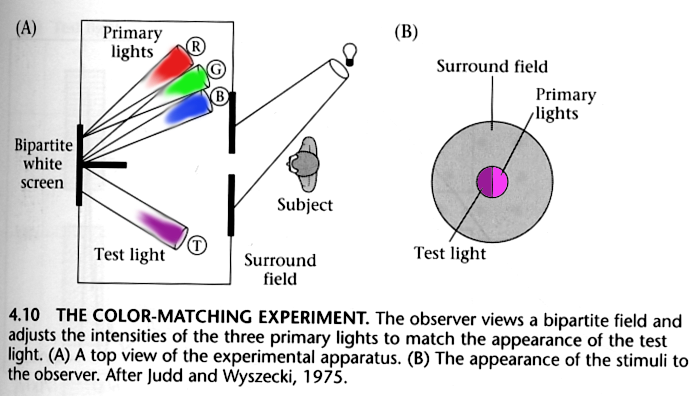 (A)
Primary
lights
R
G
B
Bipartite
white
screen
Test light
T
Subject
Surround
field
(B)
Surround field
Primary
lights
Test light
4.10 THE COLOR-MATCHING EXPERIMENT. The observer views a bipartite field and
adjusts the intensities of the three primary lights to match the appearance of the test
light. (A) A top view of the experimental apparatus. (B) The appearance of the stimuli to
the observer. After Judd and Wyszecki, 1975.